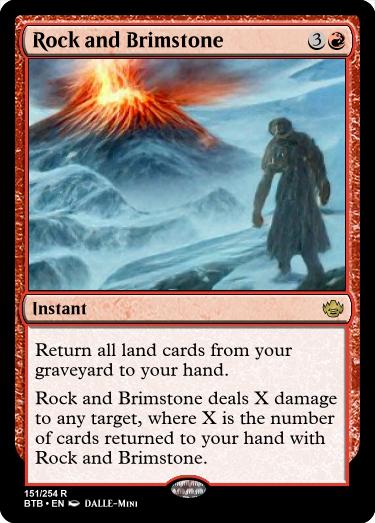 Rock and Brimstone 3
Instant
Return all land cards from your
graveyard to your hand.
Rock and Brimstone deals X damage
to any target, where X is the number
of cards returned to your hand with
Rock and Brimstone.
151/254 R
BTB • EN DALLE-Mini